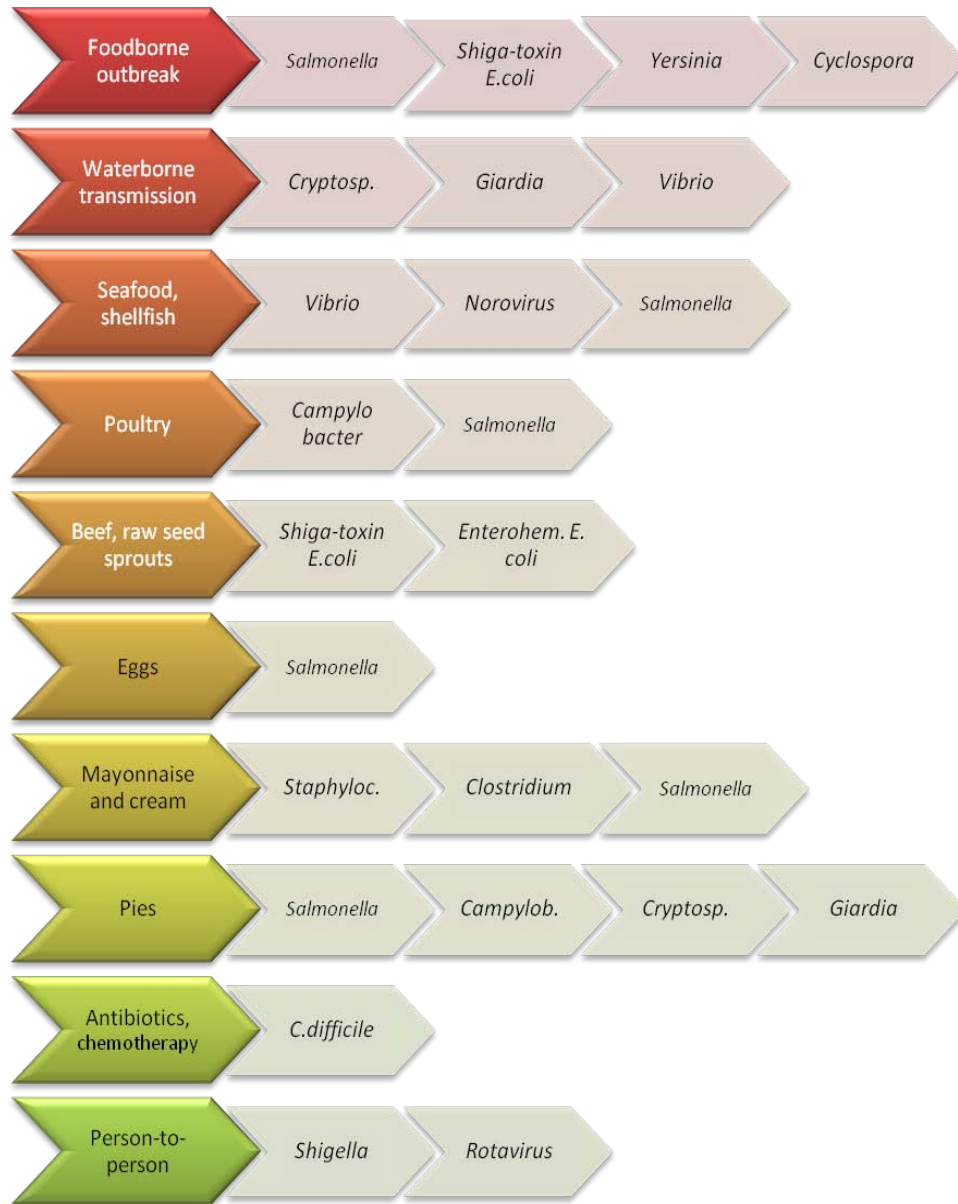 Foodborne
outbreak
Salmonella
Shiga-toxin
E.coli
Yersinia
Cyclospora
Waterborne
transmission
Cryptosp.
Giardia
Vibrio
Seafood,
shellfish
Vibrio
Norovirus
Salmonella
Poultry
Campylo
bacter
Salmonella
Beef, raw seed
sprouts
Shiga-toxin
E.coli
Enterohem. E.
coli
Eggs
Salmonella
Mayonnaise
and cream
Staphyloc.
Clostridium
Salmonella
Pies
Salmonella
Campylob.
Cryptosp.
Giardia
Antibiotics,
chemotherapy
C.difficile
Person-to-
person
Shigella
Rotavirus